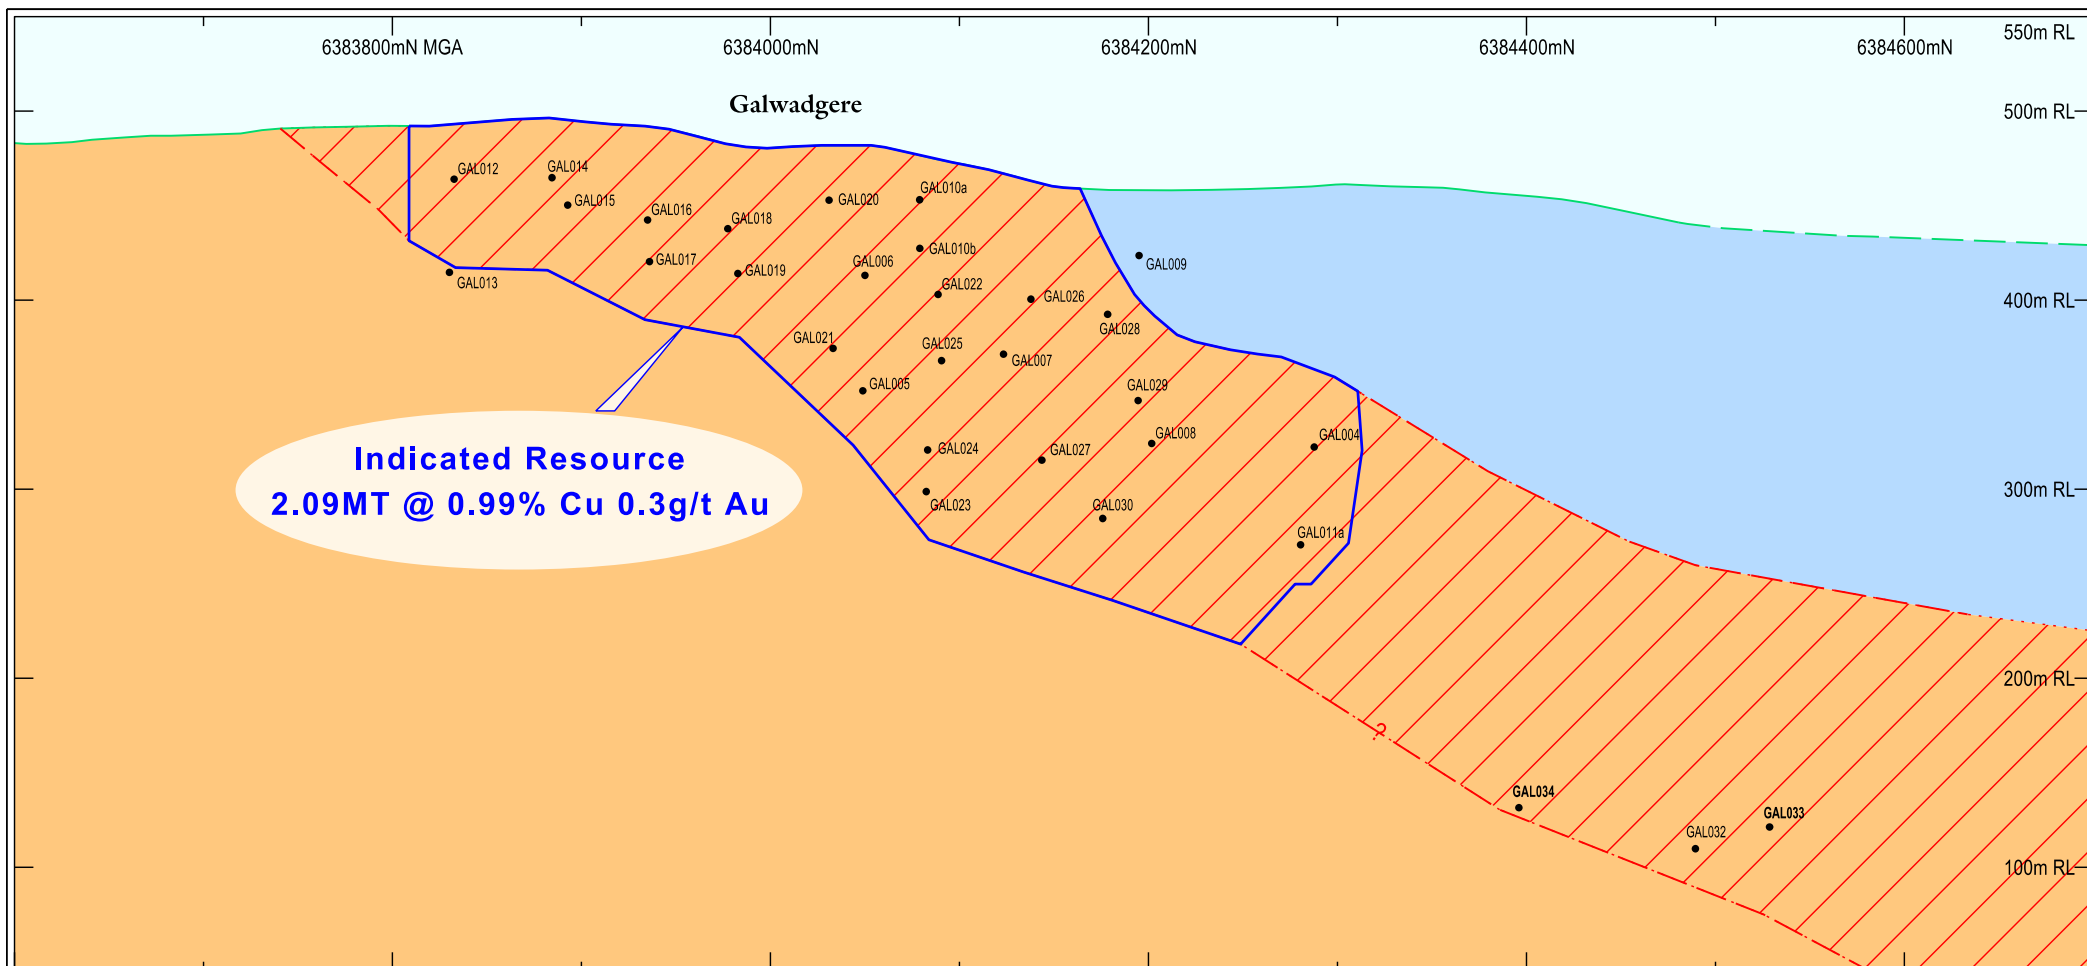 6383800mN MGA
6384000mN
6384200mN
6384400mN
6384600mN
550m RL
Galwadgere
500m RL
GAL012
GAL014
GAL015
GAL016
GAL018
GAL020
GAL010a
GAL017
GAL019
GAL006
GAL010b
GAL009
GAL013
GAL022
GAL026
400m RL
GAL028
GAL021
GAL025
GAL007
GAL005
GAL029
GAL008
GAL004
GAL024
GAL027
Indicated Resource
2.09MT @ 0.99% Cu 0.3g/t Au
300m RL
GAL023
GAL030
GAL011a
200m RL
?
GAL034
GAL033
GAL032
100m RL